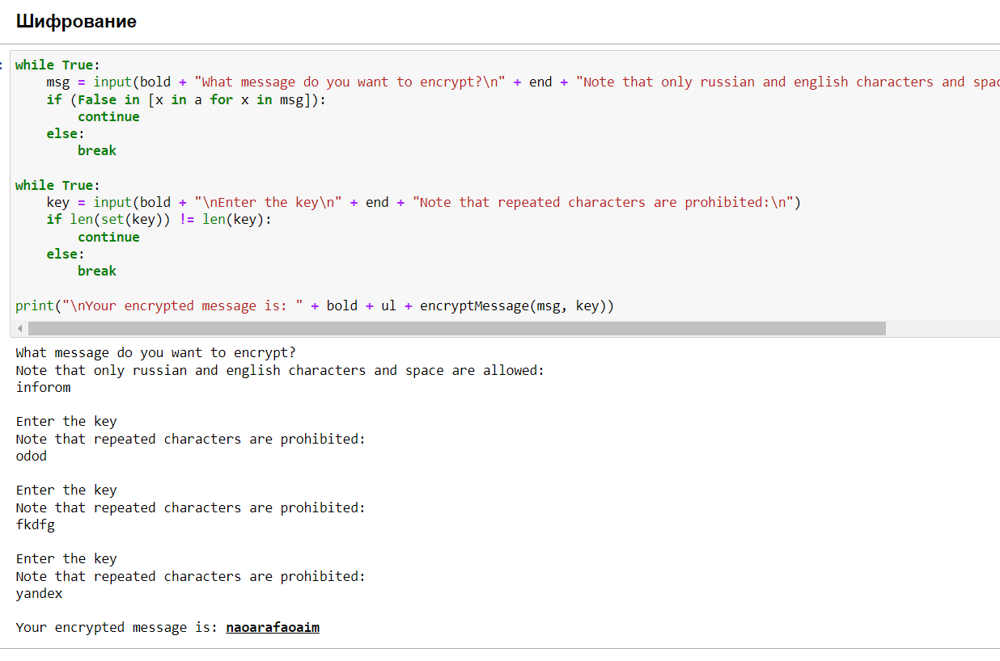 Шифрование
while True:
    msg = input(bold + "What message do you want to encrypt?\n" + end + "Note that only russian and english characters and spac
    if (False in [x in a for x in msg]):
        continue
    else:
        break
while True:
    key = input(bold + "\nEnter the key\n" + end + "Note that repeated characters are prohibited:\n")
    if len(set(key)) != len(key):
        continue
    else:
        break
print("\nYour encrypted message is: " + bold + ul + encryptMessage(msg, key))
What message do you want to encrypt?
Note that only russian and english characters and space are allowed:
inforom
Enter the key
Note that repeated characters are prohibited:
odod
Enter the key
Note that repeated characters are prohibited:
fkdfg
Enter the key
Note that repeated characters are prohibited:
yandex
Your encrypted message is: naoarafaoaim